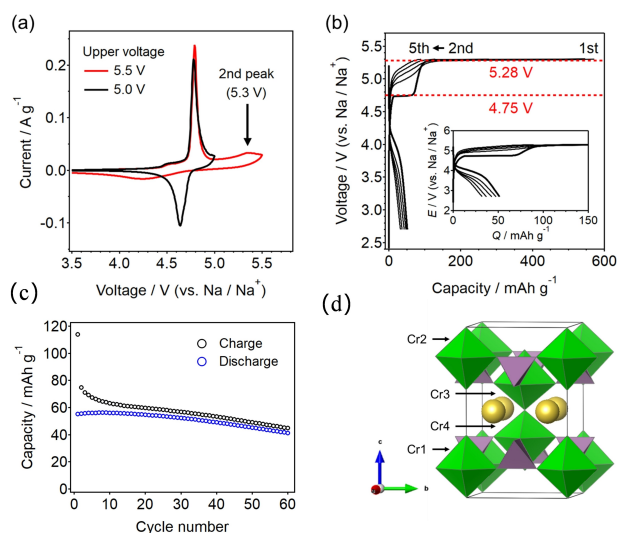 (a)
Upper voltage
5.5 V
5.0 V
2nd peak
(5.3 V)
0.2
0.1
0.0
-0.1
Current / A g-1
3.5 4.0 4.5 5.0 5.5
Voltage / V (vs. Na / Na+)
(b)
5th 2nd
1st
5.28 V
4.75 V
5.5
5.0
4.5
4.0
3.5
3.0
2.5
Voltage / V (vs. Na / Na+)
6
5
4
3
2
E / V (vs. Na / Na+)
0 50 100 150
Q / mAh g-1
0 200 400 600
Capacity / mAh g-1
(c)
Charge
Discharge
120
100
80
60
40
20
0
Capacity / mAh g-1
0 10 20 30 40 50 60
Cycle number
(d)
Cr2
Cr3
Cr4
Cr1
c
b